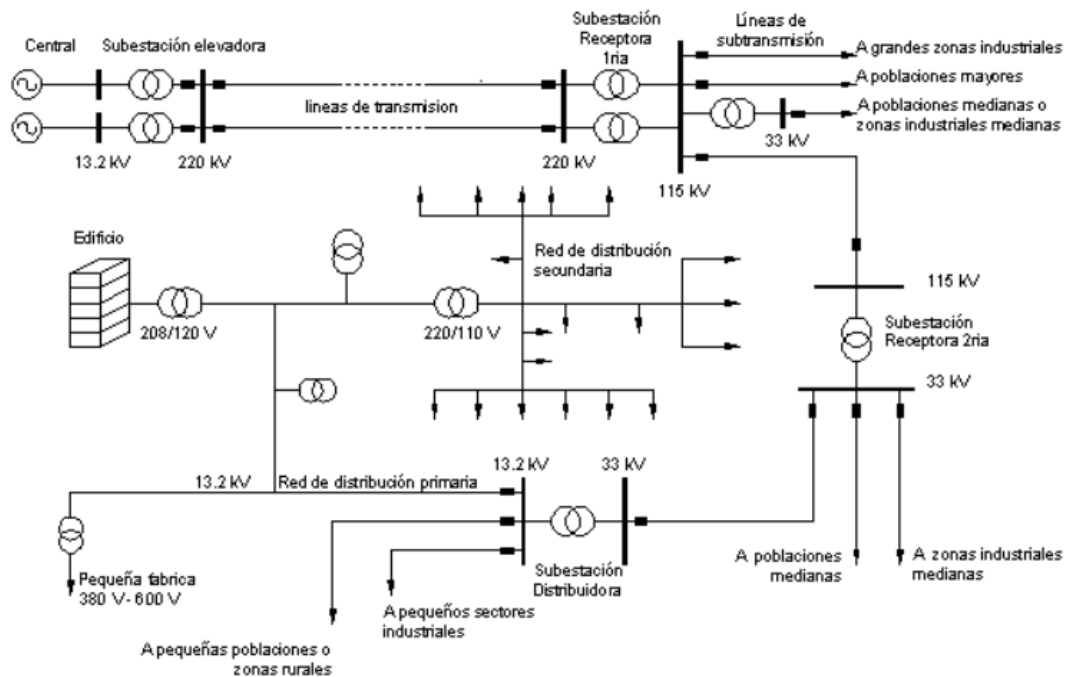 Central
Subestación elevadora
Subestación
Receptora
1ria
Líneas de
subtransmisión
A grandes zonas industriales
A poblaciones mayores
A poblaciones medianas o
zonas industriales medianas
lineas de transmision
13.2 kV
220 kV
220 kV
33 kV
115 kV
Edificio
Red de distribución
secundaria
208/120 V
220/110 V
115 kV
Subestación
Receptora 2ria
33 kV
13.2 kV
Red de distribución primaria
13.2 kV
33 kV
Pequeña fabrica
380 V- 600 V
Subestación
Distribuidora
A poblaciones
medianas
A zonas industriales
medianas
A pequeños sectores
industriales
A pequeñas poblaciones o
zonas rurales